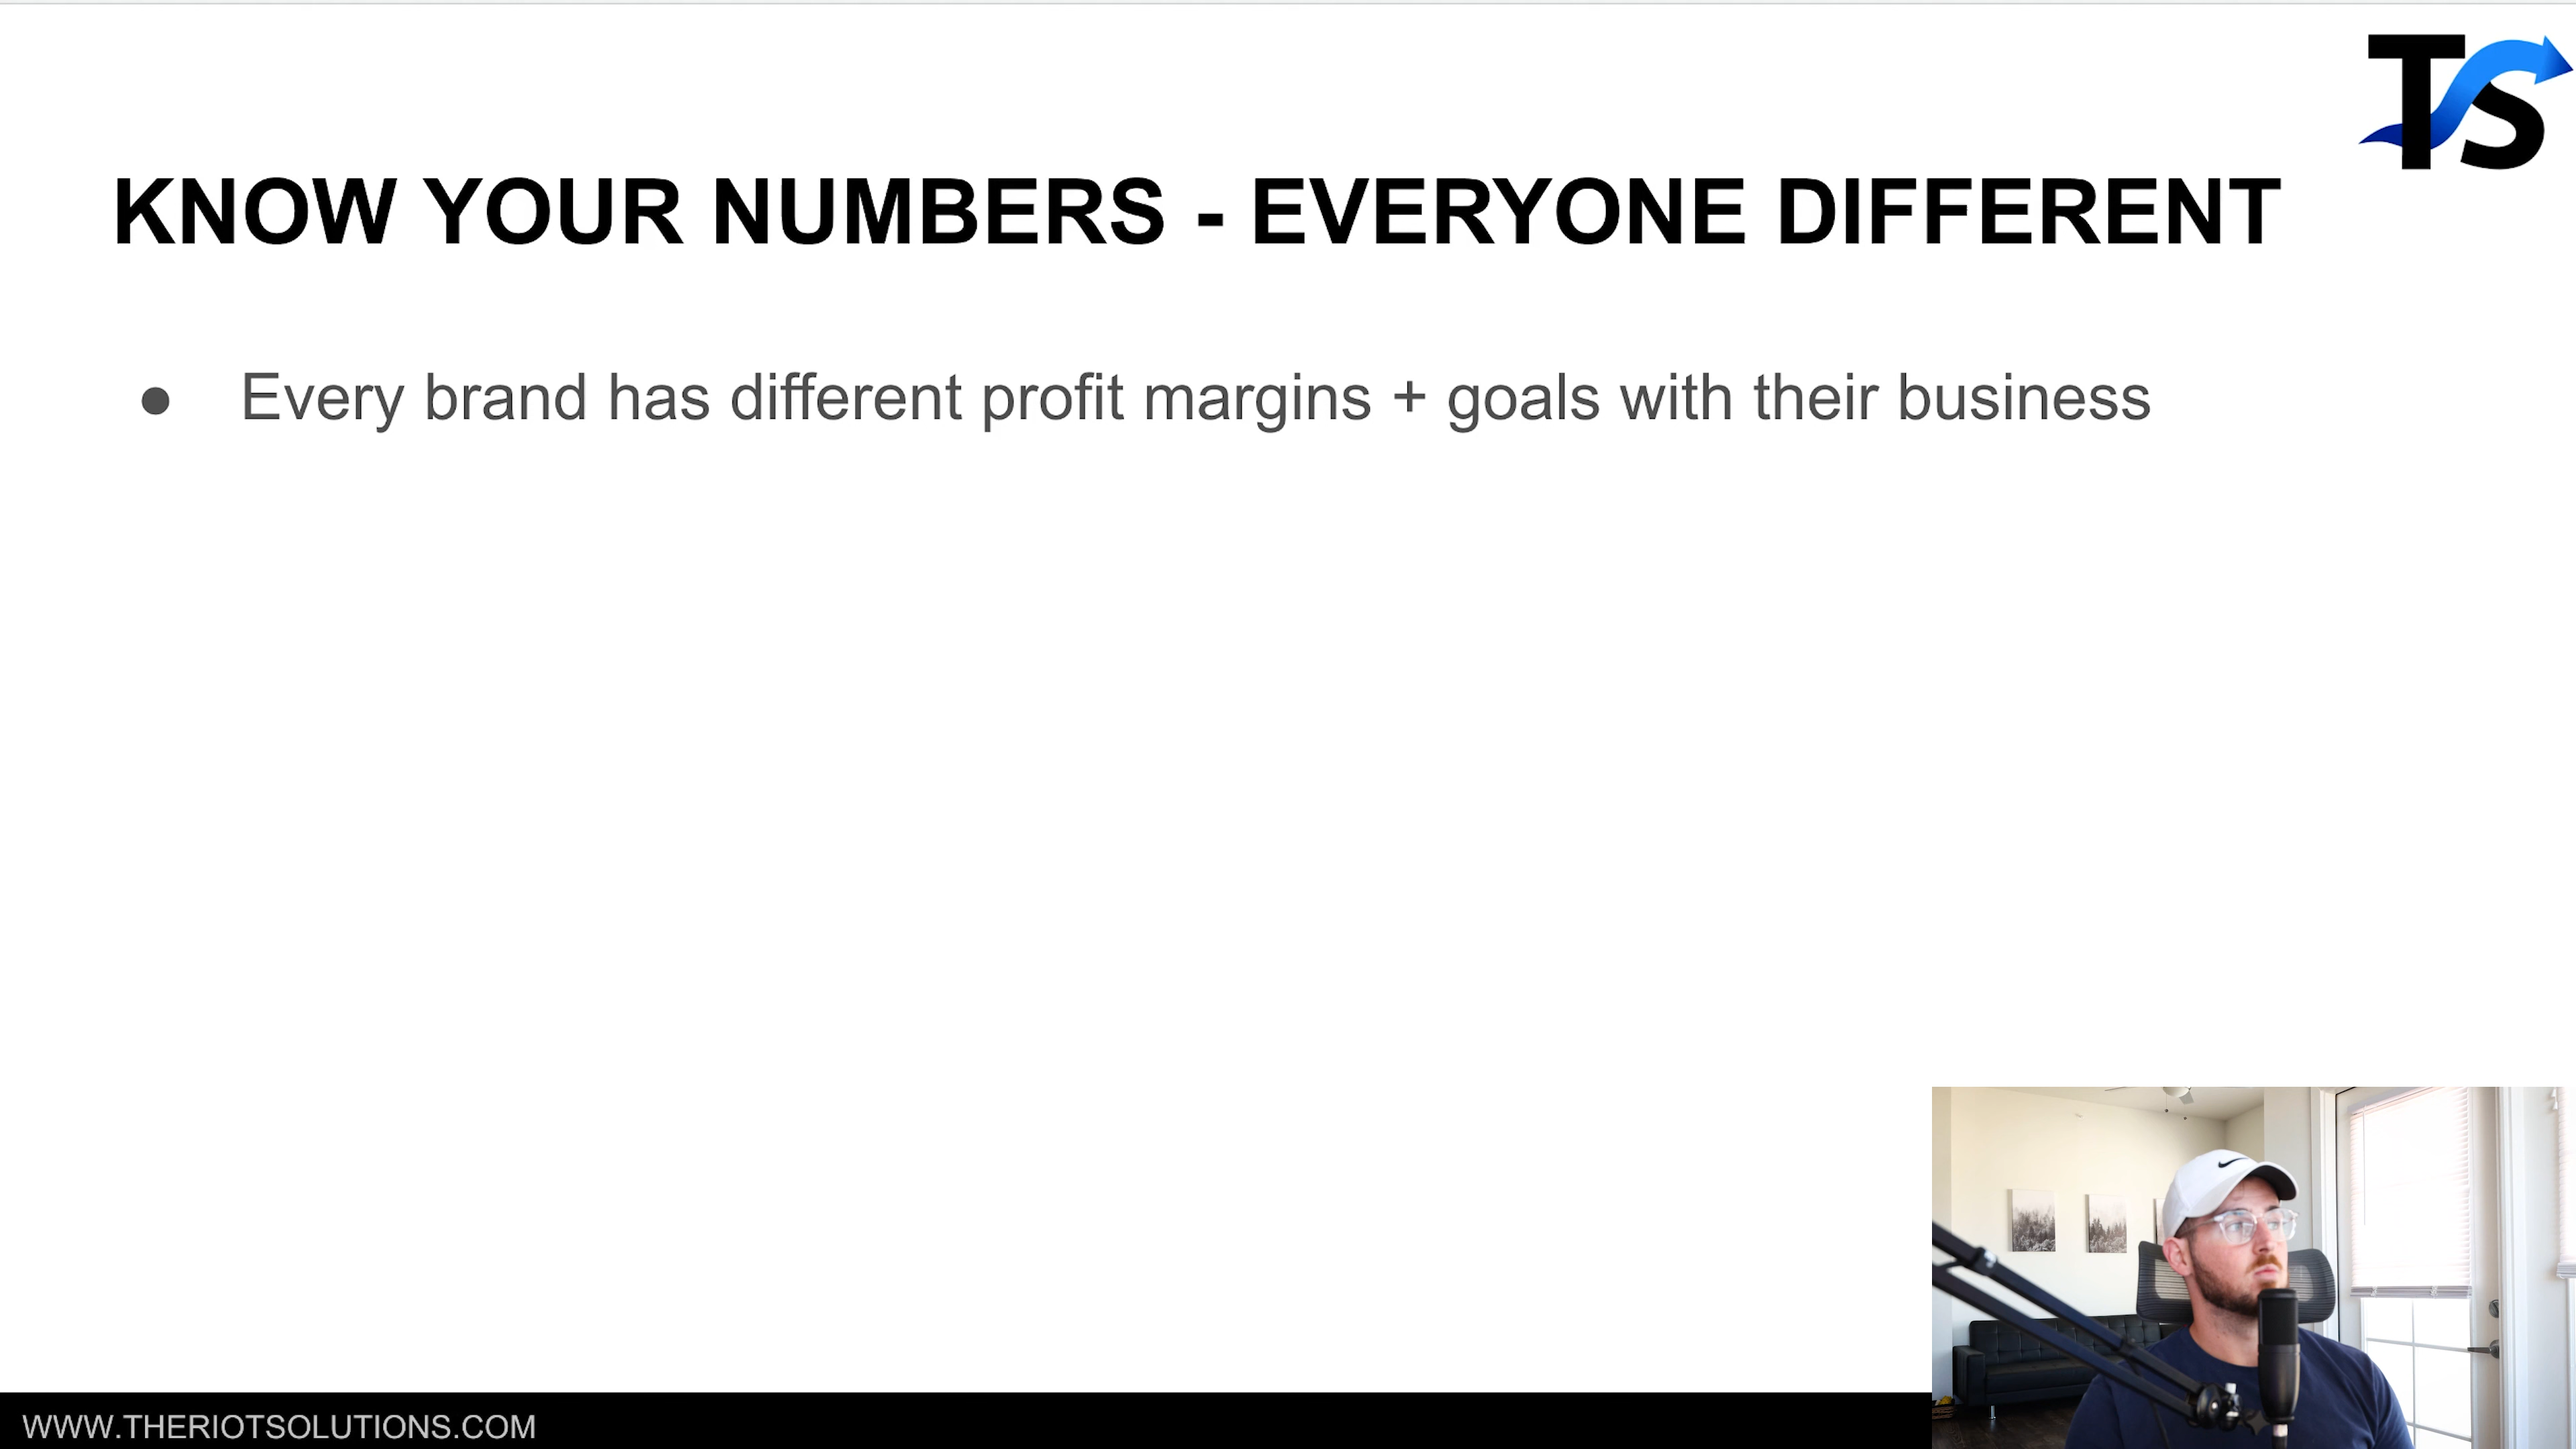 TS
KNOW YOUR NUMBERS - EVERYONE DIFFERENT
● Every brand has different profit margins + goals with their business
WWW.THERIOTSOLUTIONS.COM